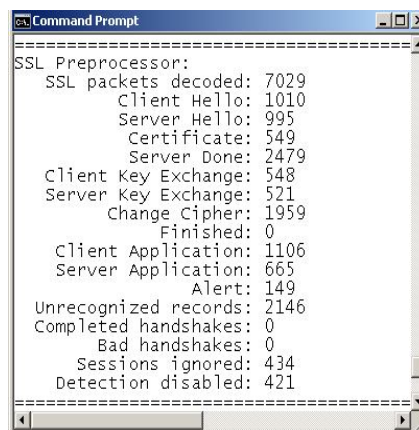 Command Prompt
========================================
SSL Preprocessor:
SSL packets decoded: 7029
Client Hello: 1010
Server Hello: 995
Certificate: 549
Server Done: 2479
Client Key Exchange: 548
Server Key Exchange: 521
Change Cipher: 1959
Finished: 0
Client Application: 1106
Server Application: 665
Alert: 149
Unrecognized records: 2146
Completed handshakes: 0
Bad handshakes: 0
Sessions ignored: 434
Detection disabled: 421
========================================